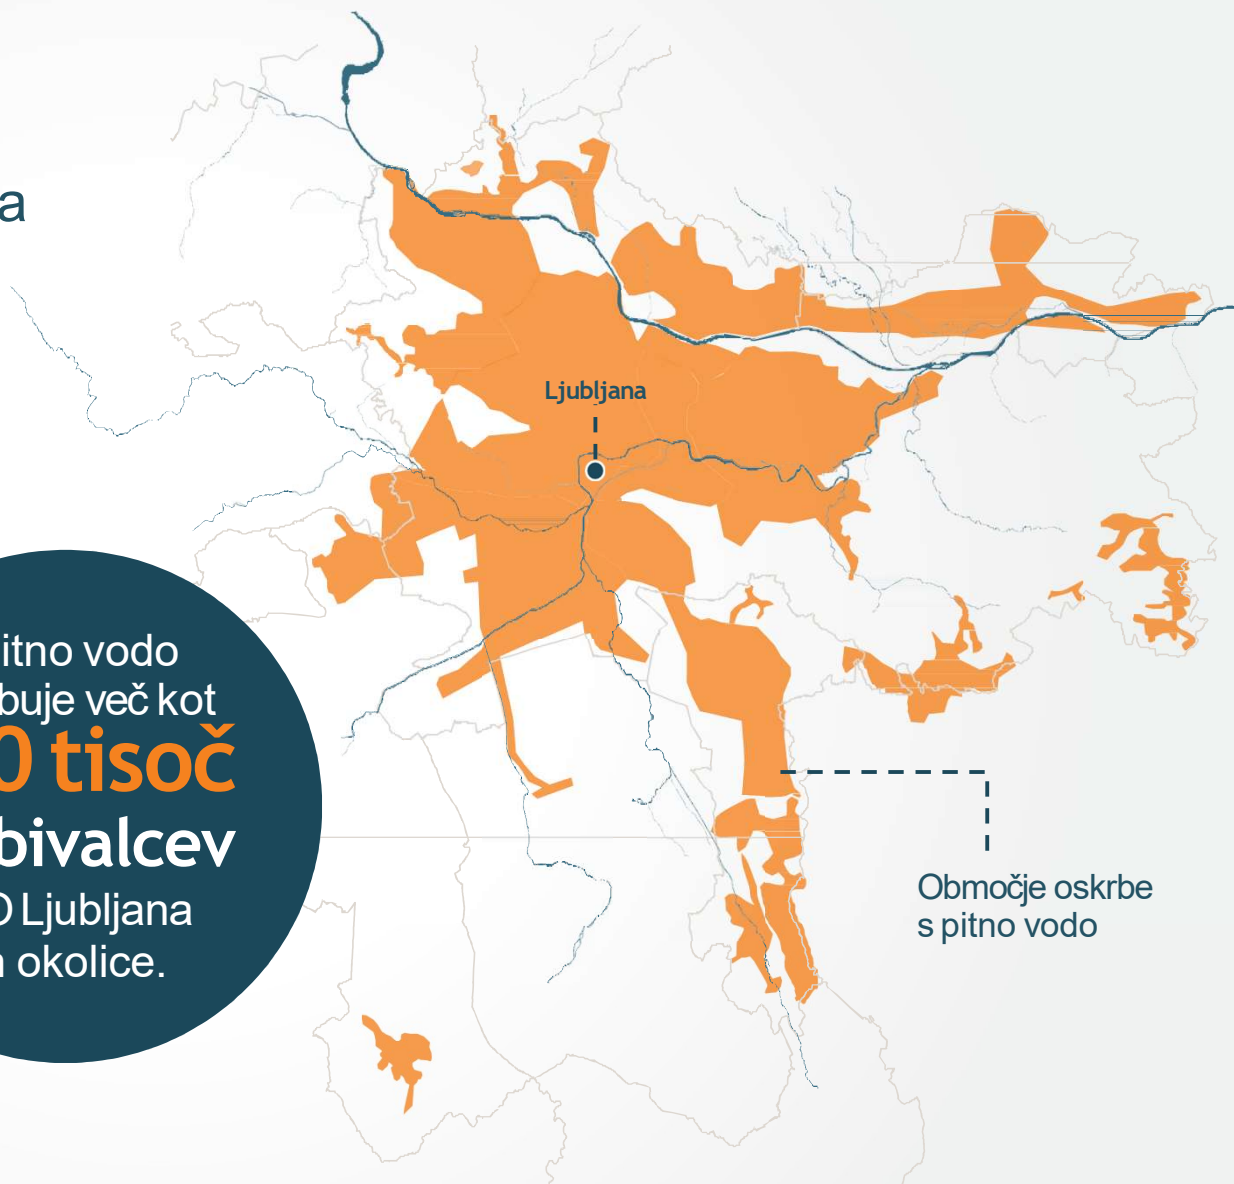 a
Ljubljana
itno vodo
buje več kot
0 tisoč
bivalcev
Ljubljana
okolice.
Območje oskrbe
s pitno vodo